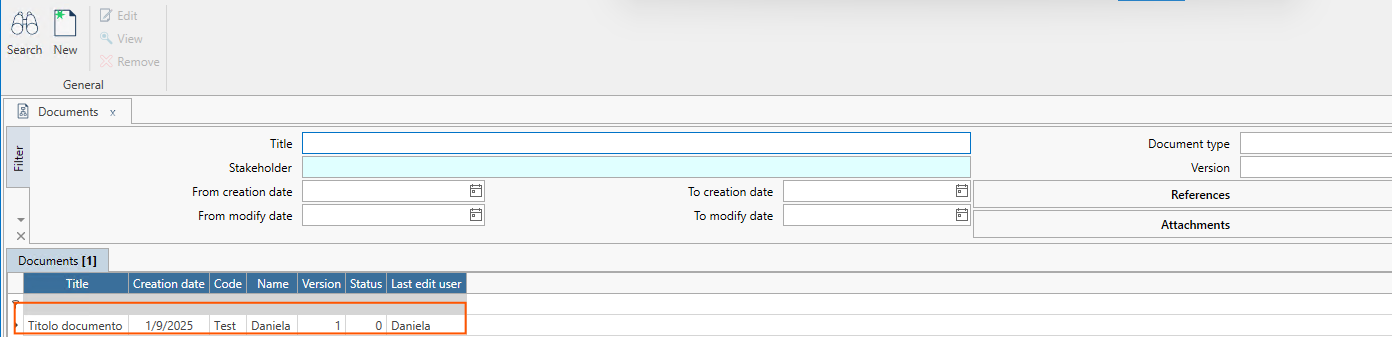 Search New Edit
View
Remove
General
Documents x
Filter
Title Document type
Stakeholder Version
From creation date To creation date References
From modify date To modify date Attachments
Documents [1]
Title Creation date Code Name Version Status Last edit user
Titolo documento 1/9/2025 Test Daniela 1 0 Daniela